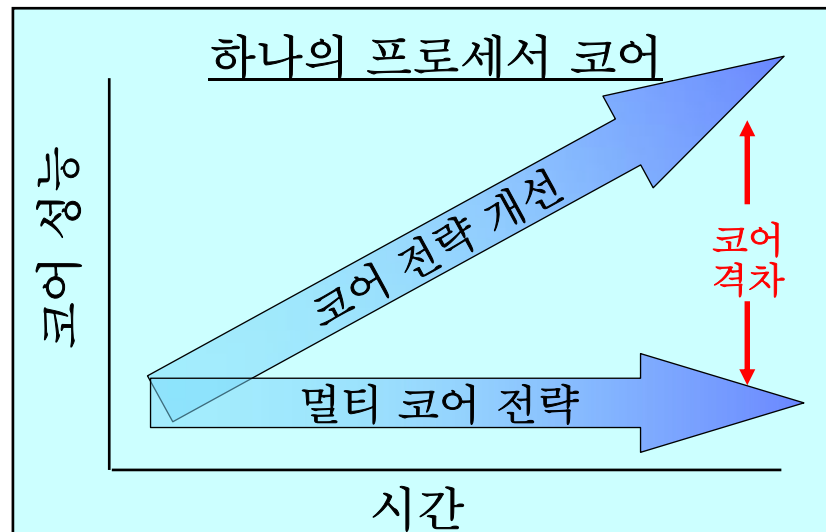 하나의 프로세서 코어
코어 성능
코어 전략 개선
코어
격차
멀티 코어 전략
시간